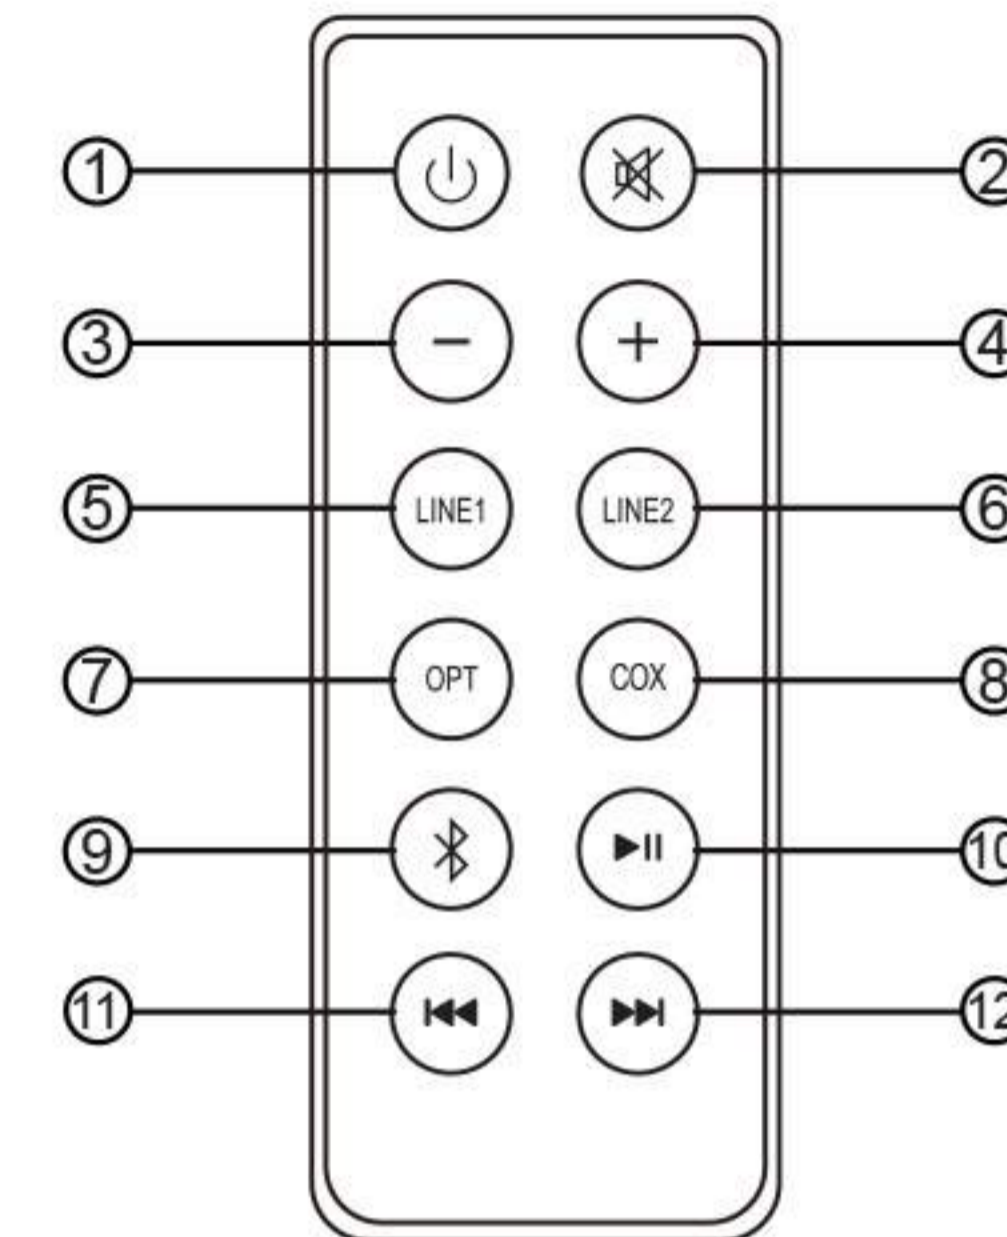 ① ②
③ − + ④
⑤ LINE1 LINE2 ⑥
⑦ OPT COX ⑧
⑨ ⑩
⑪ ⑫